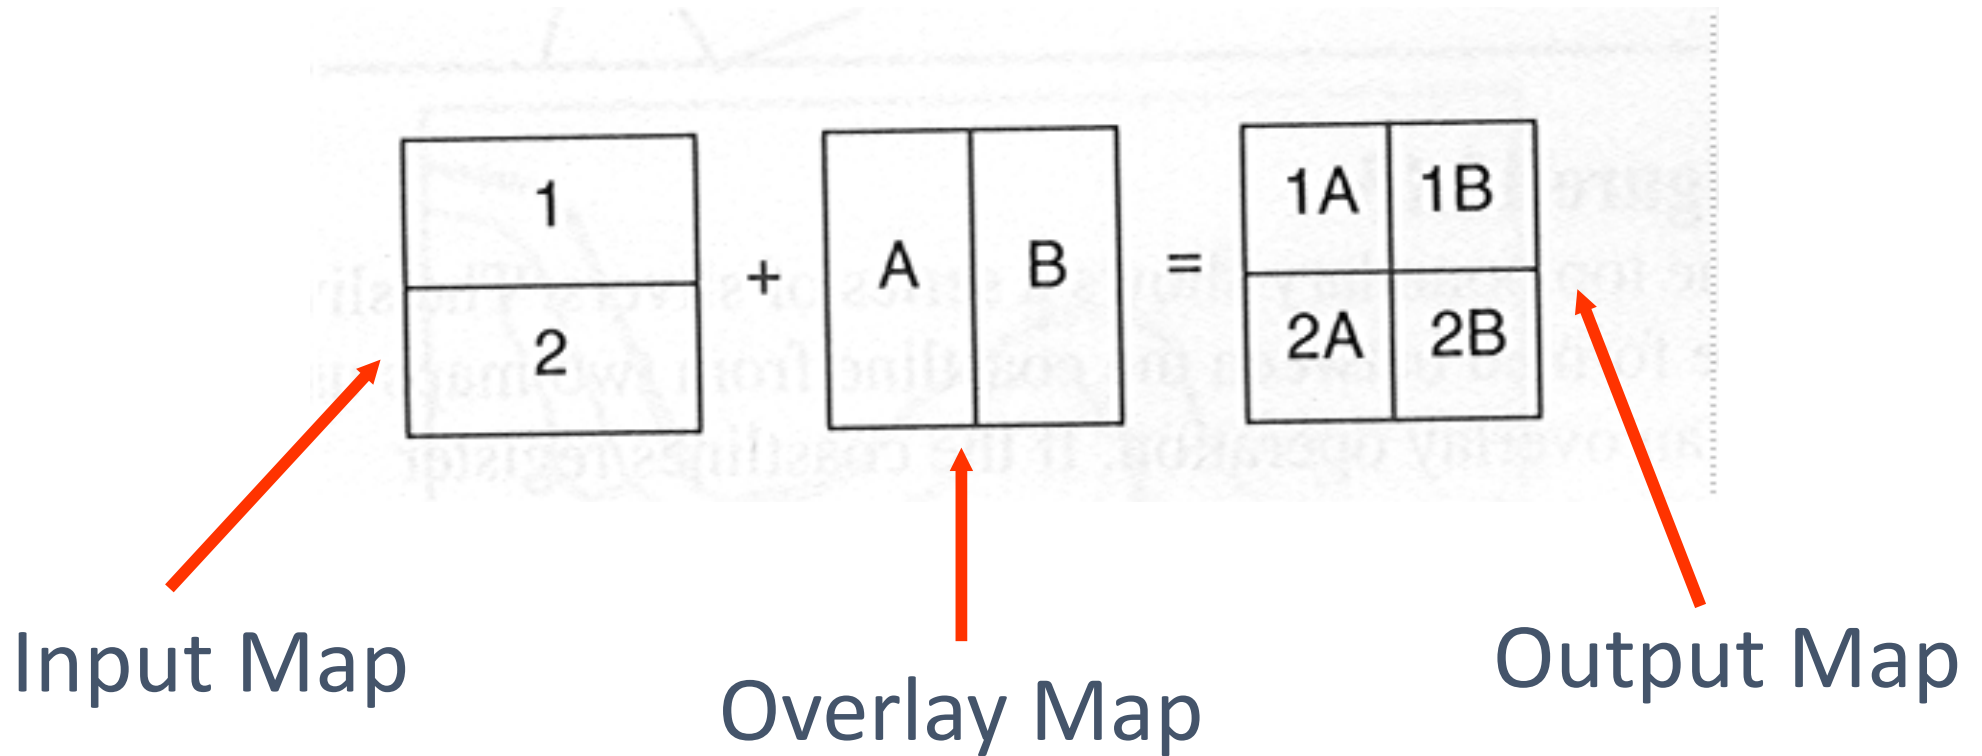 1
2
+
A B
=
1A 1B
2A 2B
Input Map
Overlay Map
Output Map